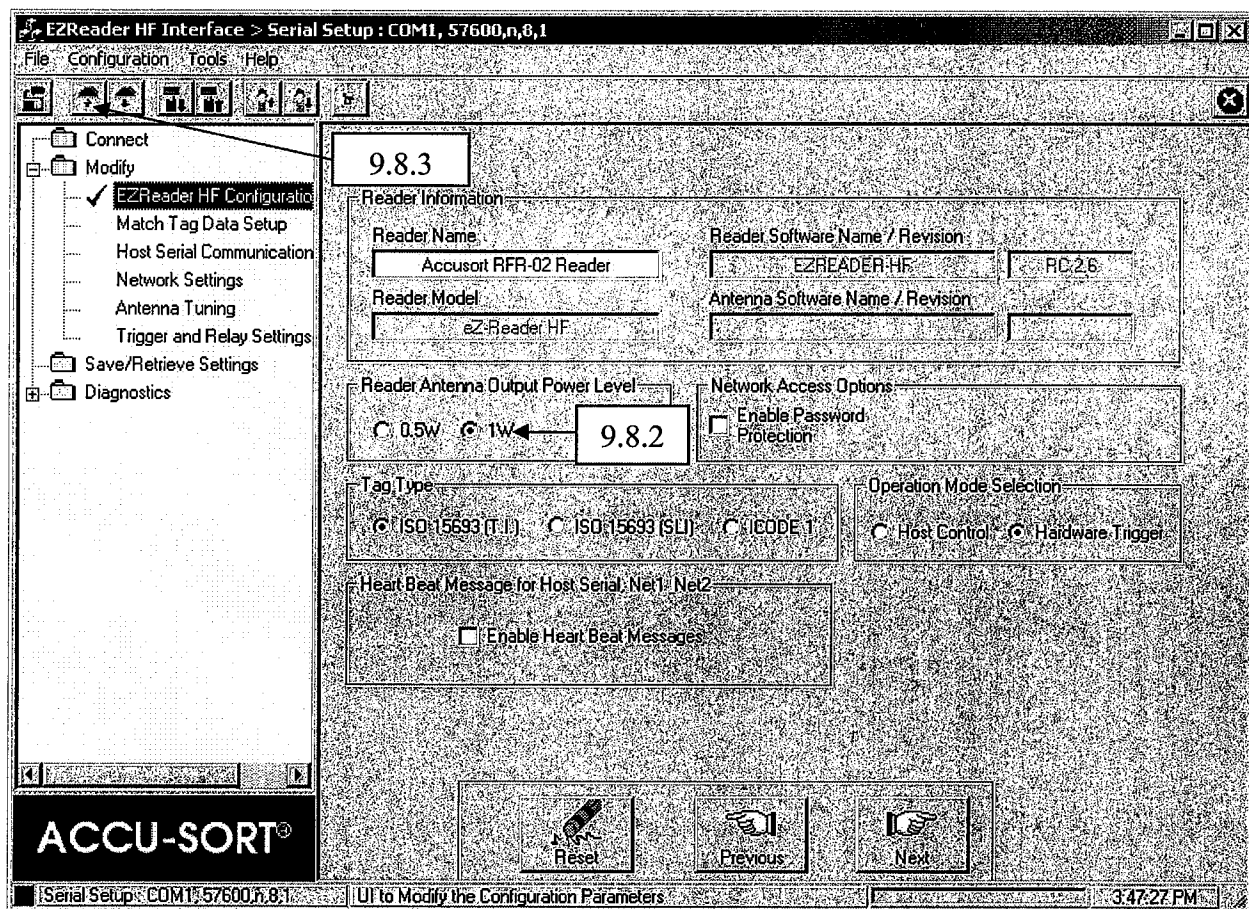 EZReader HF Interface > Serial Setup : COM1, 57600,n,8,1
File Configuration Tools Help
Connect
Modify
EZReader HF Configuratio
Match Tag Data Setup
Host Serial Communication
Network Settings
Antenna Tuning
Trigger and Relay Settings
Save/Retrieve Settings
Diagnostics
9.8.3
Reader Information
Reader Name
Accusort RFR-02 Reader
Reader Software Name / Revision
EZREADER-HF
RC 2.6
Reader Model
eZ-Reader HF
Antenna Software Name / Revision
Reader Antenna Output Power Level
0.5W 1W
9.8.2
Network Access Options
Enable Password
Protection
Tag Type
ISO 15693 (T.I.) ISO 15693 (SLI) ICODE 1
Operation Mode Selection
Host Control Hardware Trigger
Heart Beat Message for Host Serial, Net1, Net2
Enable Heart Beat Messages
Reset Previous Next
ACCU-SORT®
Serial Setup : COM1, 57600,n,8,1 UI to Modify the Configuration Parameters 3:47:27 PM